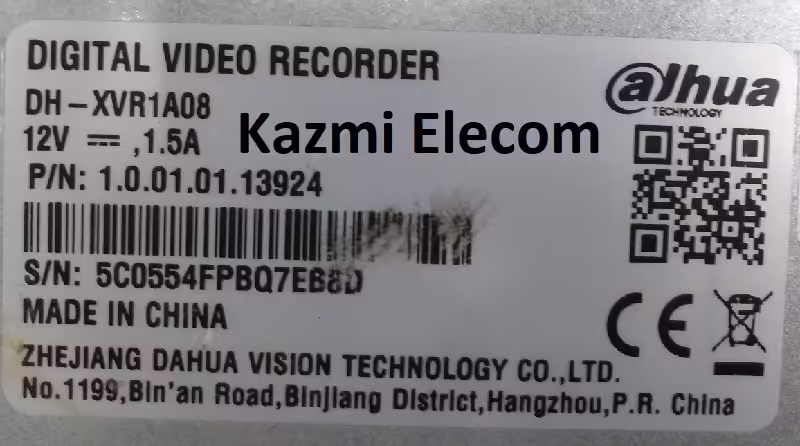 DIGITAL VIDEO RECORDER
alhua
TECHNOLOGY
DH-XVR1A08
12V ⎓ ,1.5A
Kazmi Elecom
P/N: 1.0.01.01.13924
S/N:
MADE IN CHINA
CE
ZHEJIANG DAHUA VISION TECHNOLOGY CO.,LTD.
No.1199,Bin'an Road,Binjiang District,Hangzhou,P.R. China